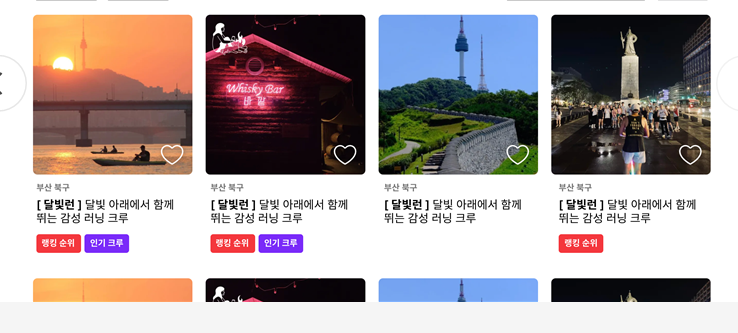 Whisky Bar
바 밤
부산 북구
[ 달빛런 ] 달빛 아래에서 함께
뛰는 감성 러닝 크루
랭킹 순위 인기 크루
부산 북구
[ 달빛런 ] 달빛 아래에서 함께
뛰는 감성 러닝 크루
랭킹 순위 인기 크루
부산 북구
[ 달빛런 ] 달빛 아래에서 함께
뛰는 감성 러닝 크루
부산 북구
[ 달빛런 ] 달빛 아래에서 함께
뛰는 감성 러닝 크루
랭킹 순위